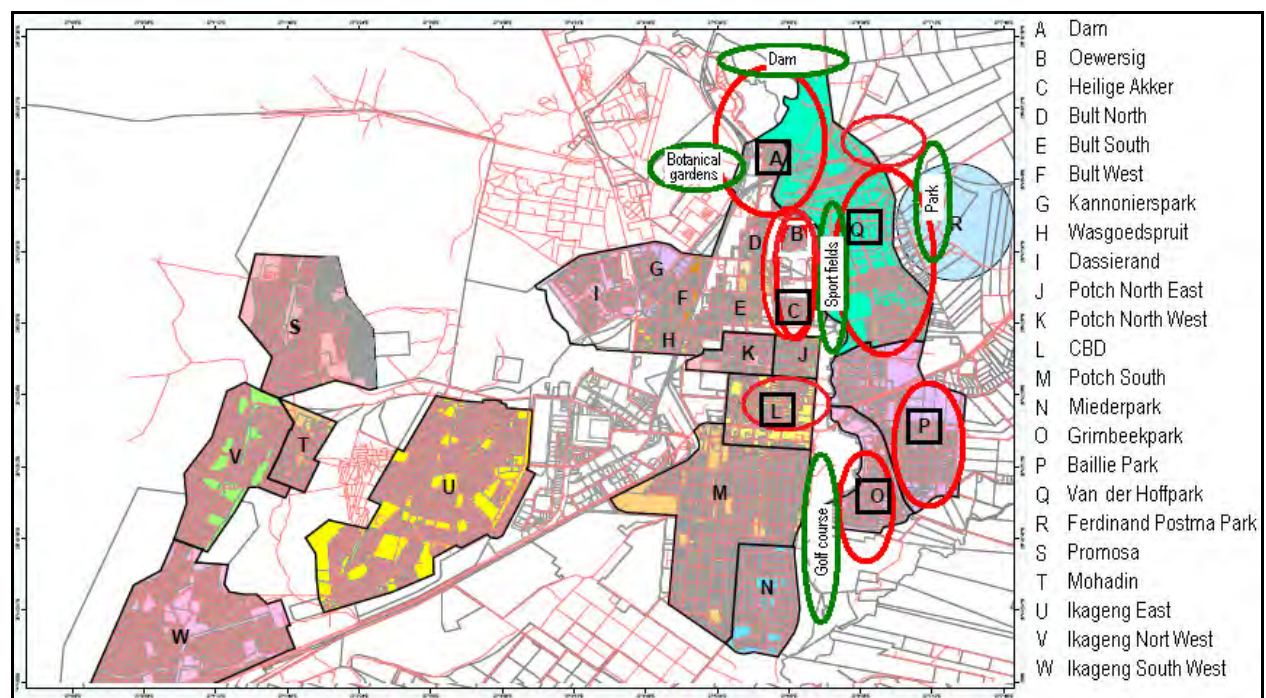 Dam
Botanical
gardens
Park
Sport fields
Golf course
A
B
C
D
E
F
G
H
I
J
K
L
M
N
O
P
Q
R
S
T
U
V
W
A Dam
B Oewersig
C Heilige Akker
D Bult North
E Bult South
F Bult West
G Kannonierspark
H Wasgoedspruit
I Dassierand
J Potch North East
K Potch North West
L CBD
M Potch South
N Miederpark
O Grimbeekpark
P Baillie Park
Q Van der Hoffpark
R Ferdinand Postma Park
S Promosa
T Mohadin
U Ikageng East
V Ikageng Nort West
W Ikageng South West